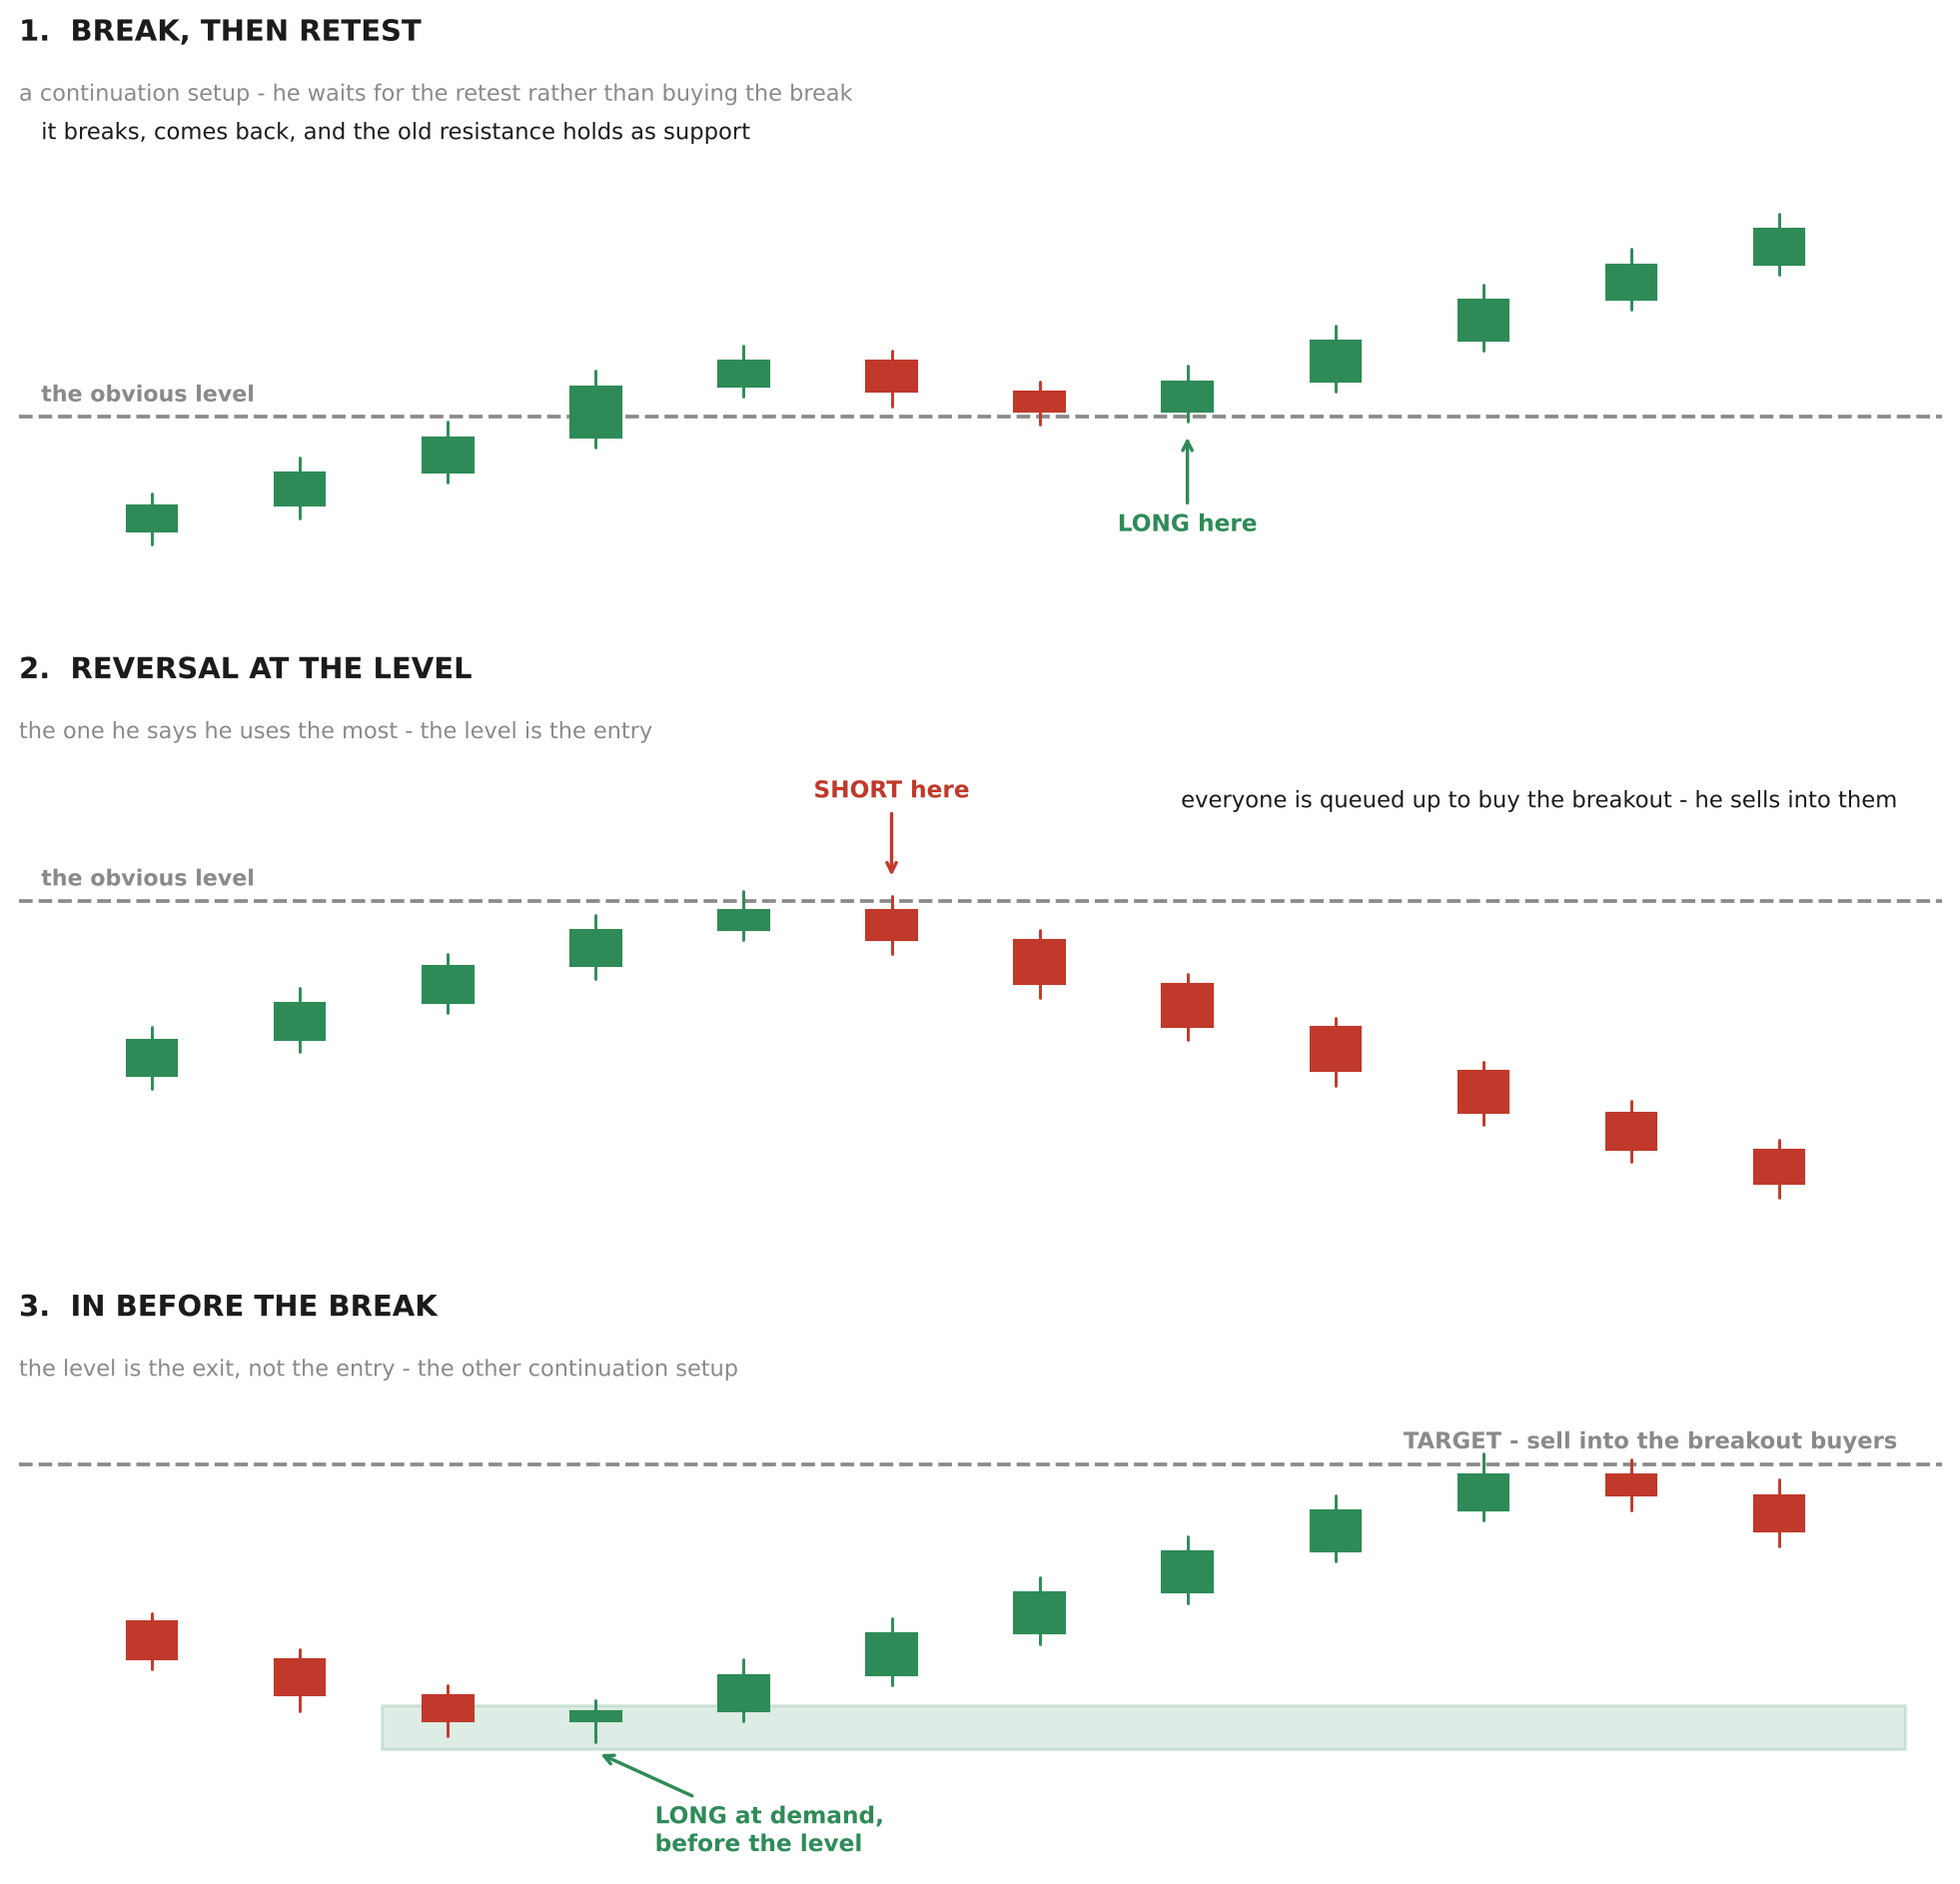 1.  BREAK, THEN RETEST
a continuation setup - he waits for the retest rather than buying the break
it breaks, comes back, and the old resistance holds as support
the obvious level
LONG here
2.  REVERSAL AT THE LEVEL
the one he says he uses the most - the level is the entry
SHORT here
everyone is queued up to buy the breakout - he sells into them
the obvious level
3.  IN BEFORE THE BREAK
the level is the exit, not the entry - the other continuation setup
TARGET - sell into the breakout buyers
LONG at demand,
before the level